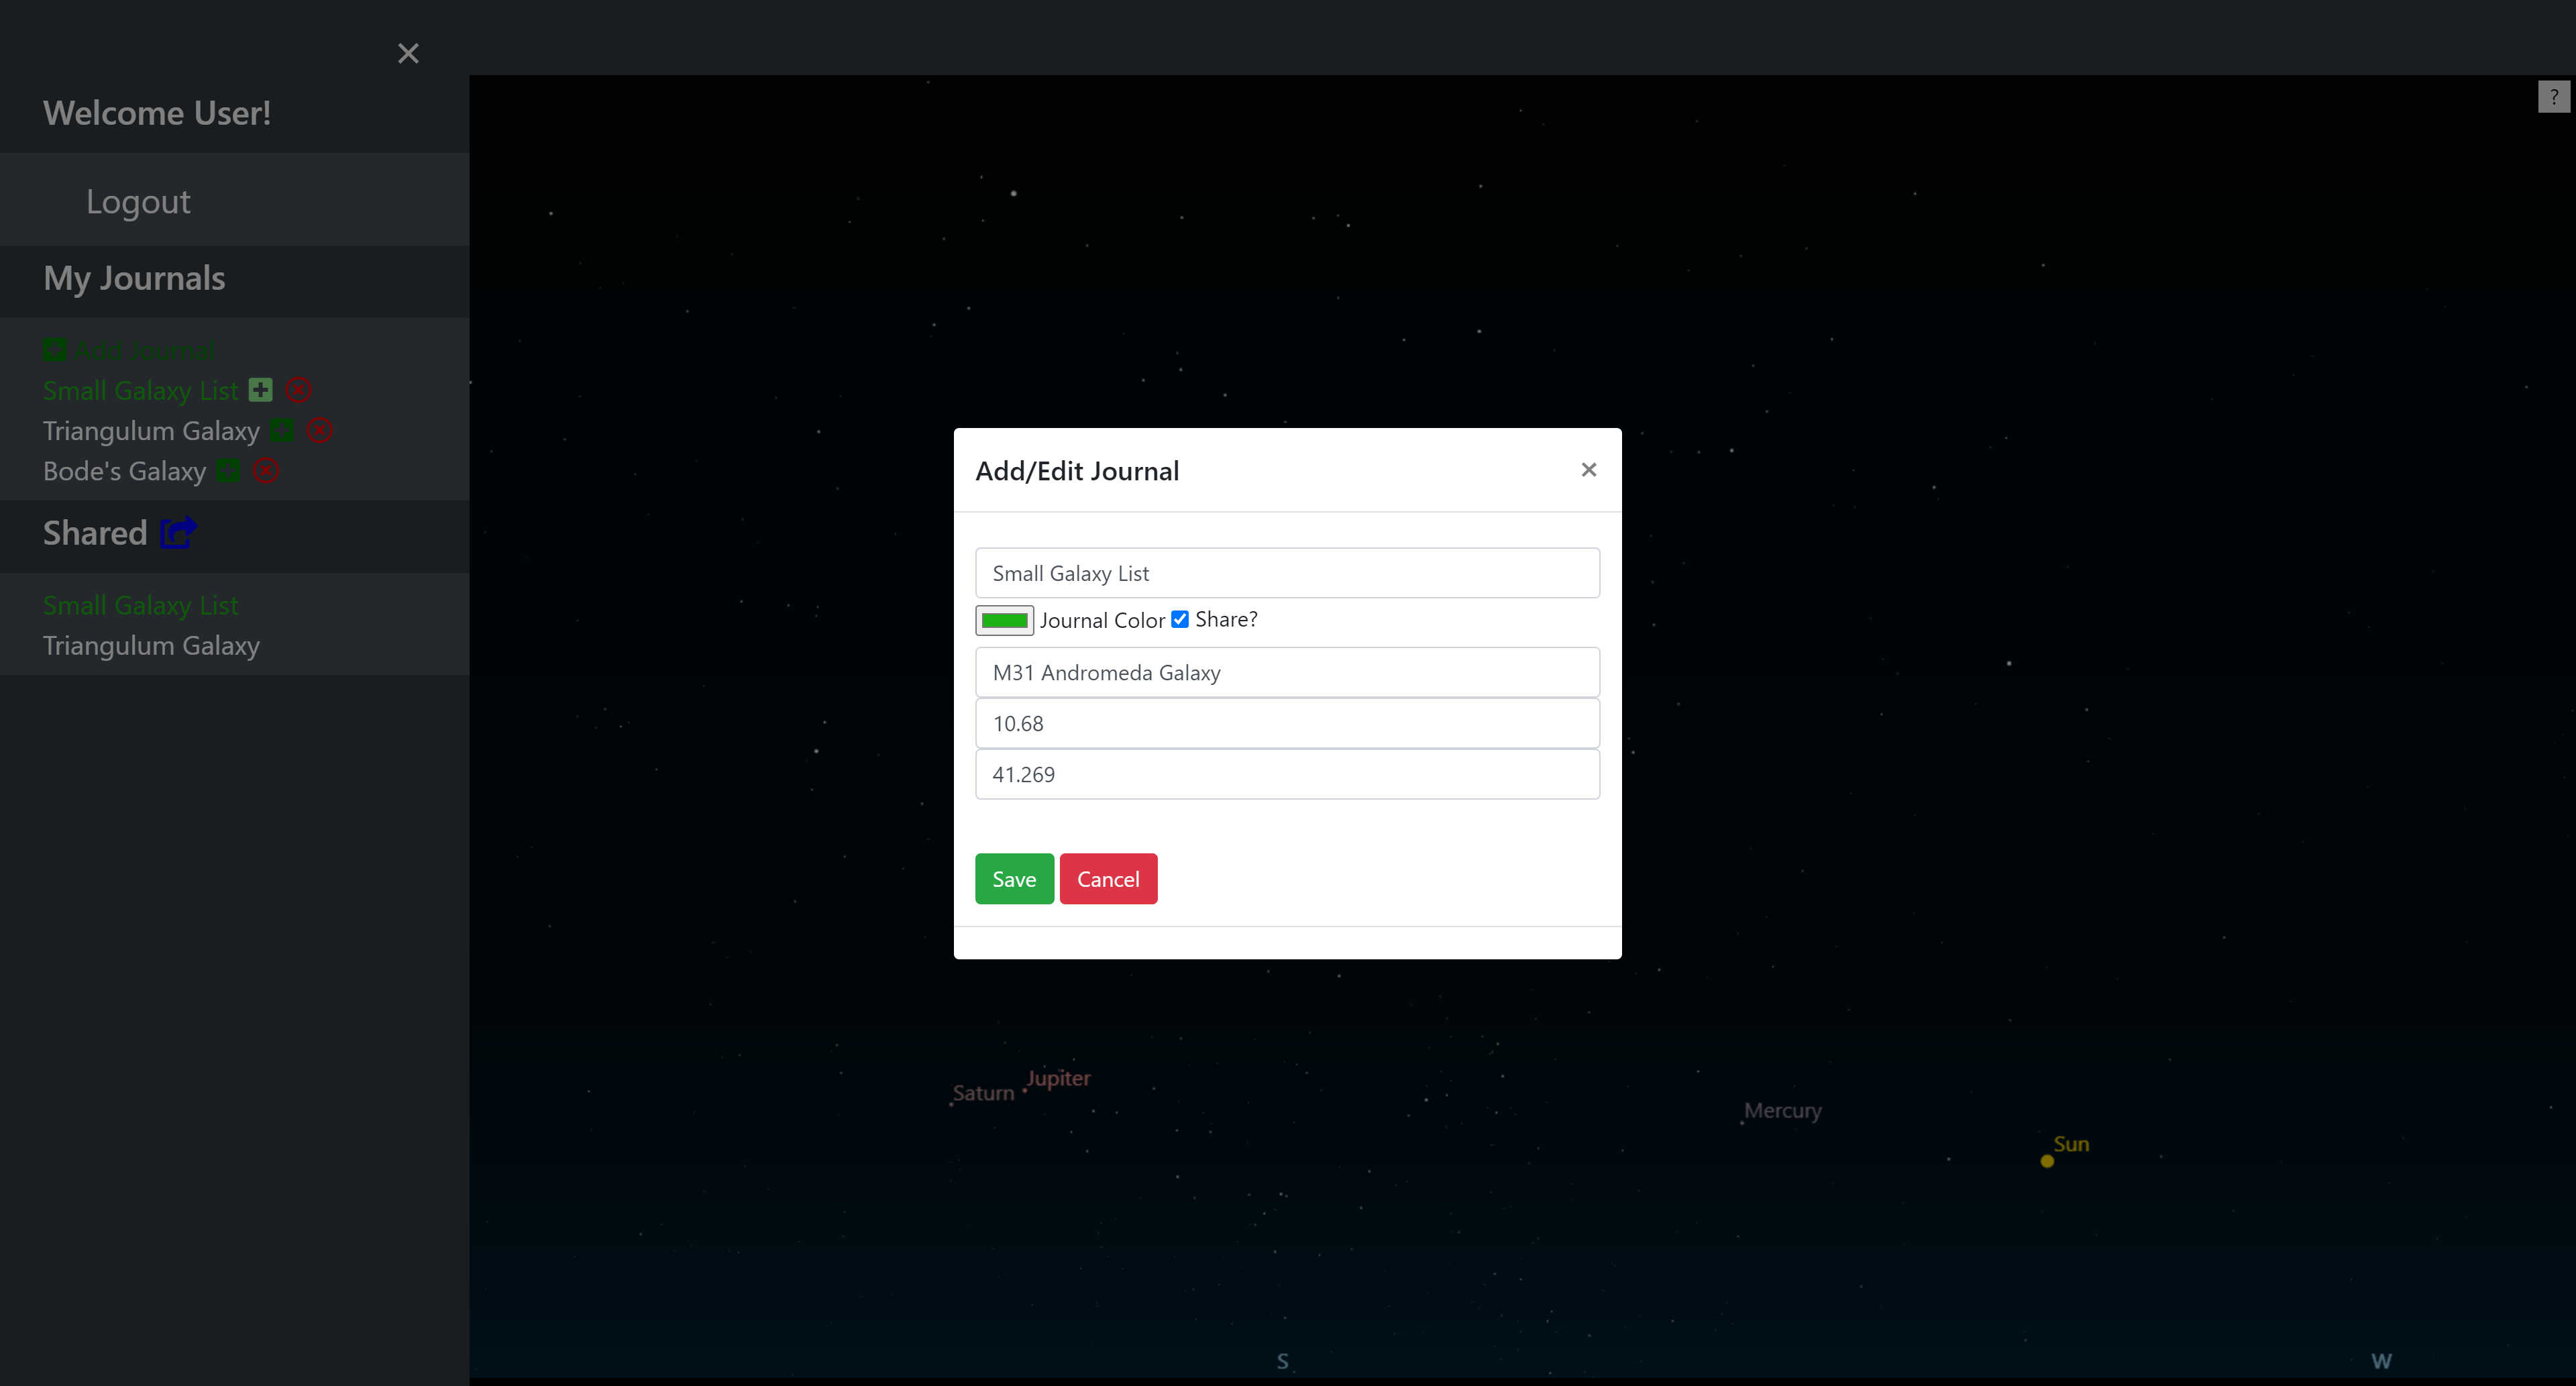 Welcome User!
Logout
My Journals
Add Journal
Small Galaxy List
Triangulum Galaxy
Bode's Galaxy
Shared
Small Galaxy List
Triangulum Galaxy
?
Add/Edit Journal
Small Galaxy List
Journal Color Share?
M31 Andromeda Galaxy
10.68
41.269
Save Cancel
Saturn Jupiter
Mercury
Sun
S W